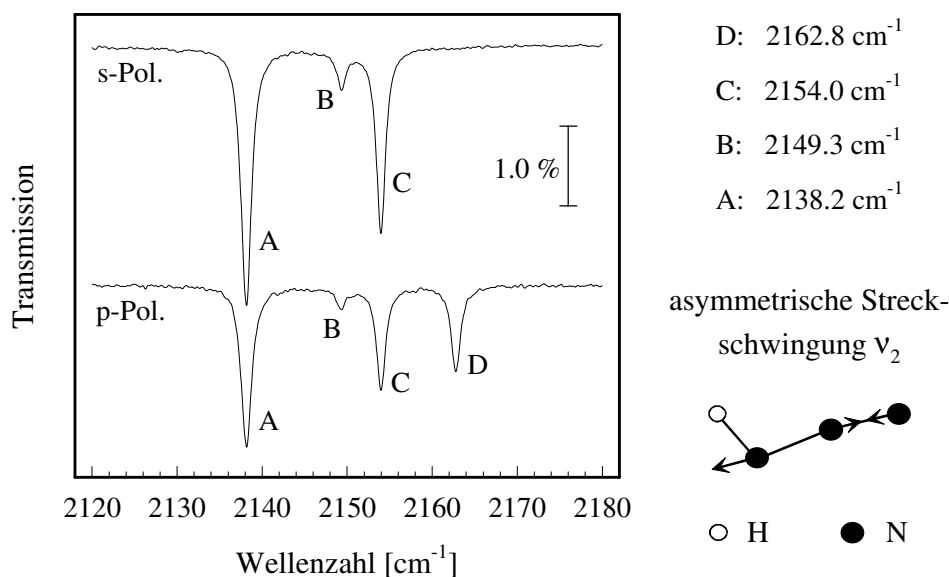 s-Pol.
B
C
A
1.0 %
p-Pol.
B
C
D
A
Transmission
2120 2130 2140 2150 2160 2170 2180
Wellenzahl [cm⁻¹]
D: 2162.8 cm⁻¹
C: 2154.0 cm⁻¹
B: 2149.3 cm⁻¹
A: 2138.2 cm⁻¹
asymmetrische Streck-
schwingung ν₂
H N